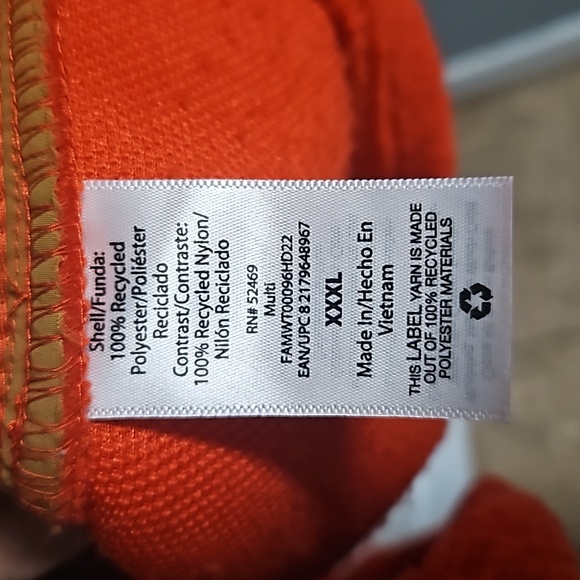 Shell/Funda:
100% Recycled
Polyester/Poliéster
Reciclado
Contrast/Contraste:
100% Recycled Nylon/
Nilón Reciclado
RN# 52469
Multi
FAMWT00096HD22
EAN/UPC 8 2179648967
XXXL
Made In/Hecho En
Vietnam
THIS LABEL YARN IS MADE
OUT OF 100% RECYCLED
POLYESTER MATERIALS